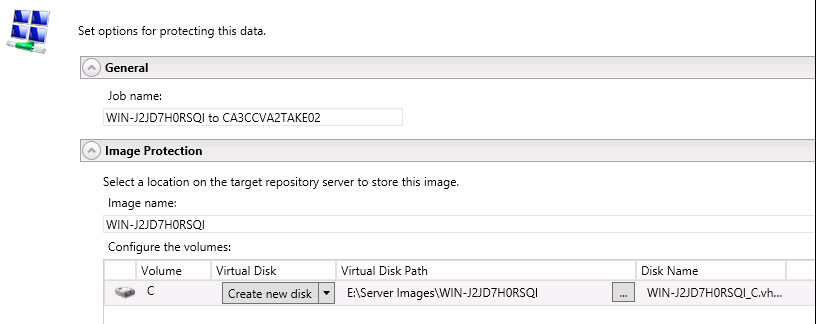 Set options for protecting this data.
General
Job name:
WIN-J2JD7H0RSQI to CA3CCVA2TAKE02
Image Protection
Select a location on the target repository server to store this image.
Image name:
WIN-J2JD7H0RSQI
Configure the volumes:
Volume Virtual Disk Virtual Disk Path Disk Name
C Create new disk E:\Server Images\WIN-J2JD7H0RSQI ... WIN-J2JD7H0RSQI_C.vh...